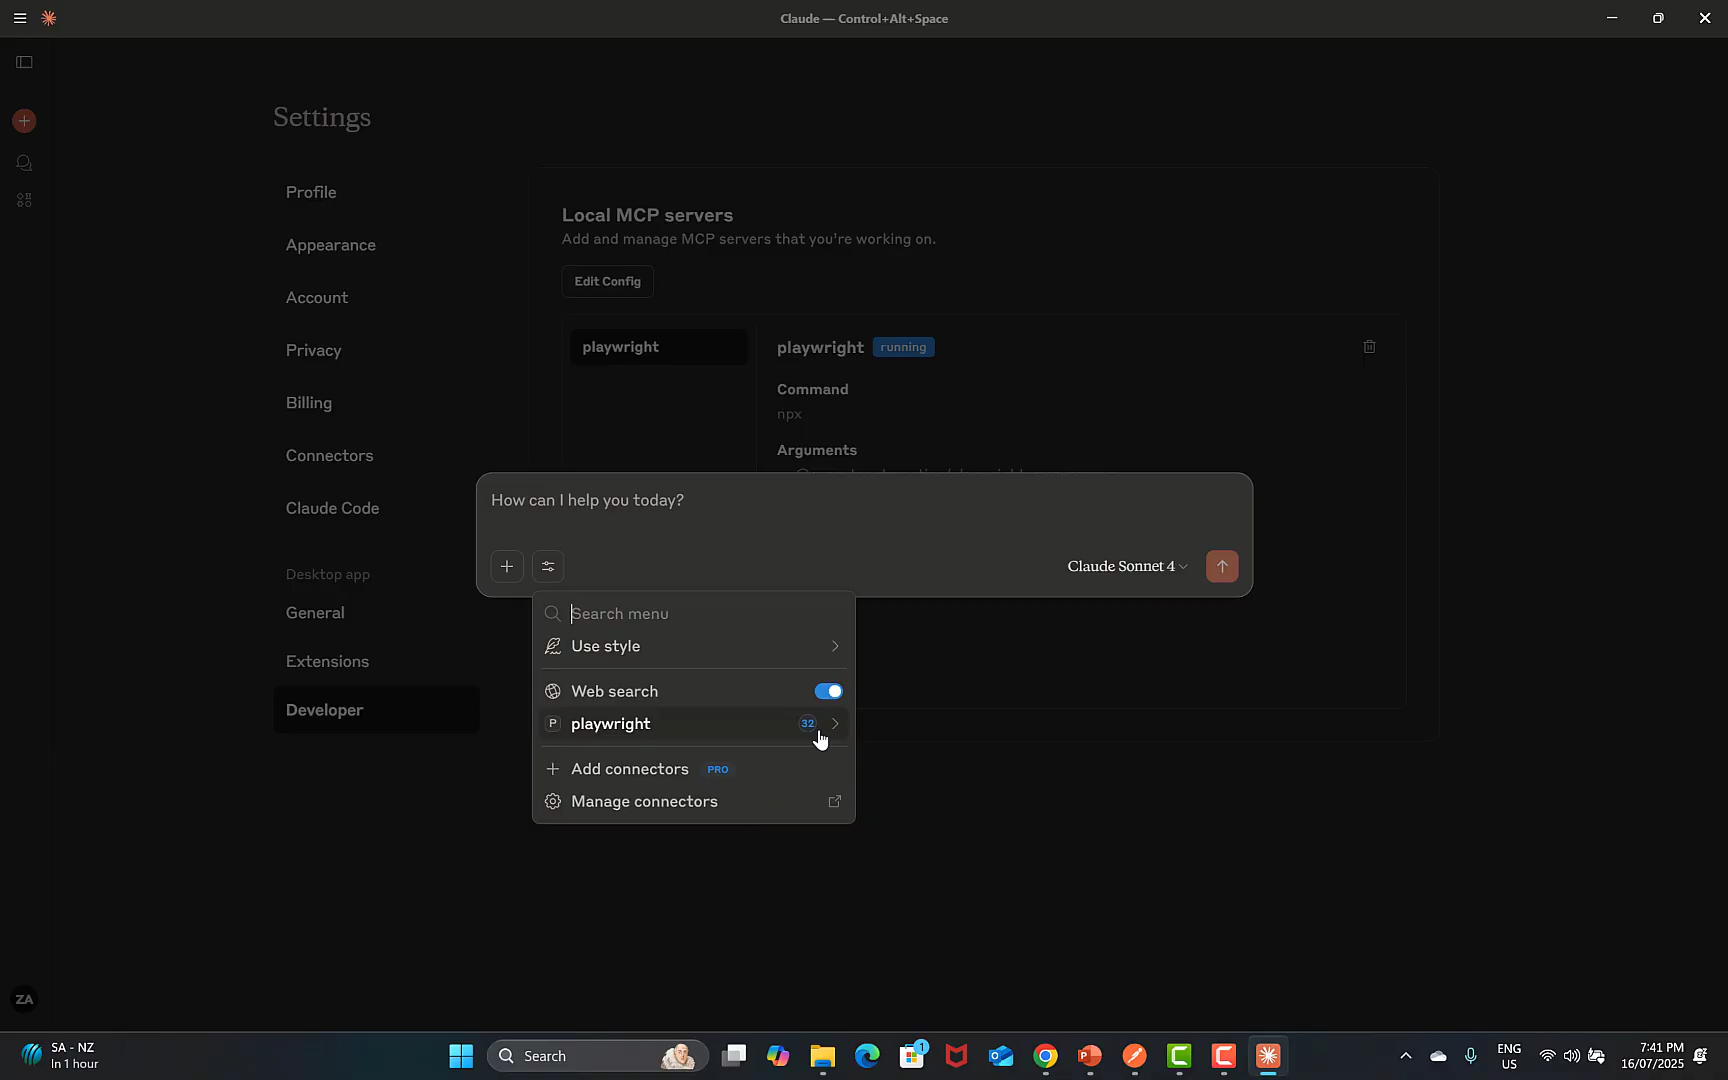 Claude — Control+Alt+Space
Settings
Profile
Appearance
Account
Privacy
Billing
Connectors
Claude Code
Desktop app
General
Extensions
Developer
Local MCP servers
Add and manage MCP servers that you're working on.
Edit Config
playwright
playwright running
Command
npx
Arguments
How can I help you today?
Claude Sonnet 4
Search menu
Use style
Web search
P playwright 32
Add connectors PRO
Manage connectors
ZA
SA - NZ
In 1 hour
Search
1
ENG
US
7:41 PM
16/07/2025